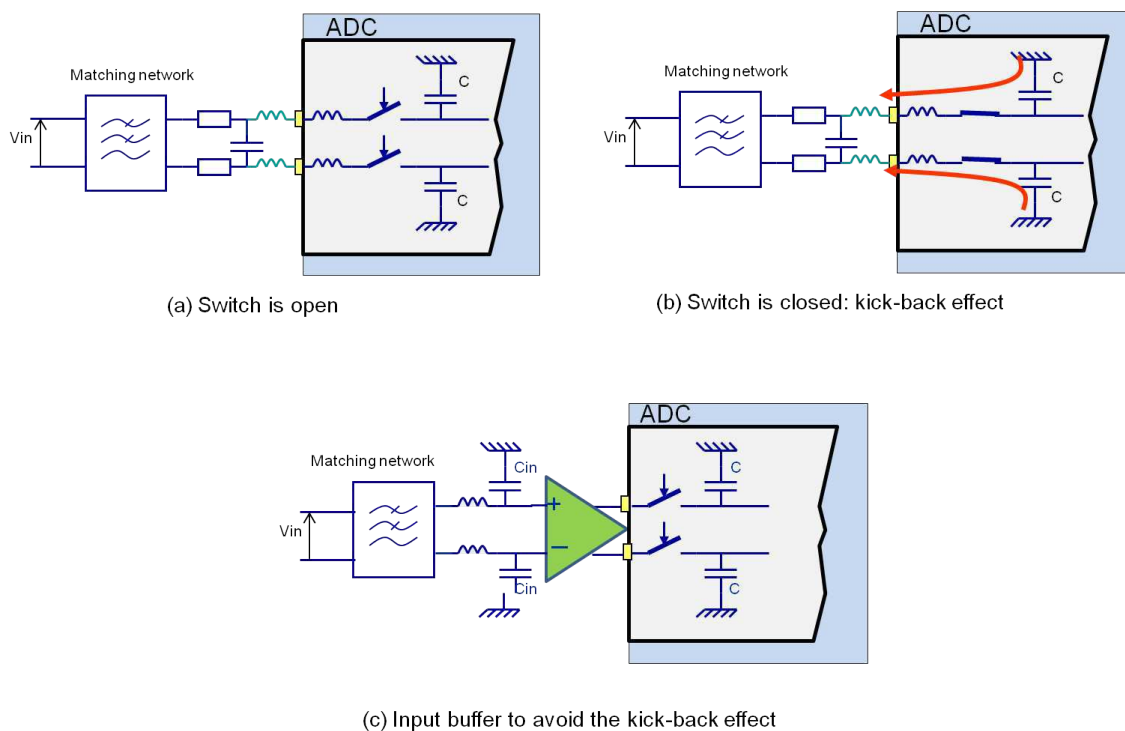 ADC
Matching network
C
Vin
C
(a) Switch is open
ADC
Matching network
C
Vin
C
(b) Switch is closed: kick-back effect
ADC
Matching network
Cin
C
+
Vin
−
Cin
C
(c) Input buffer to avoid the kick-back effect